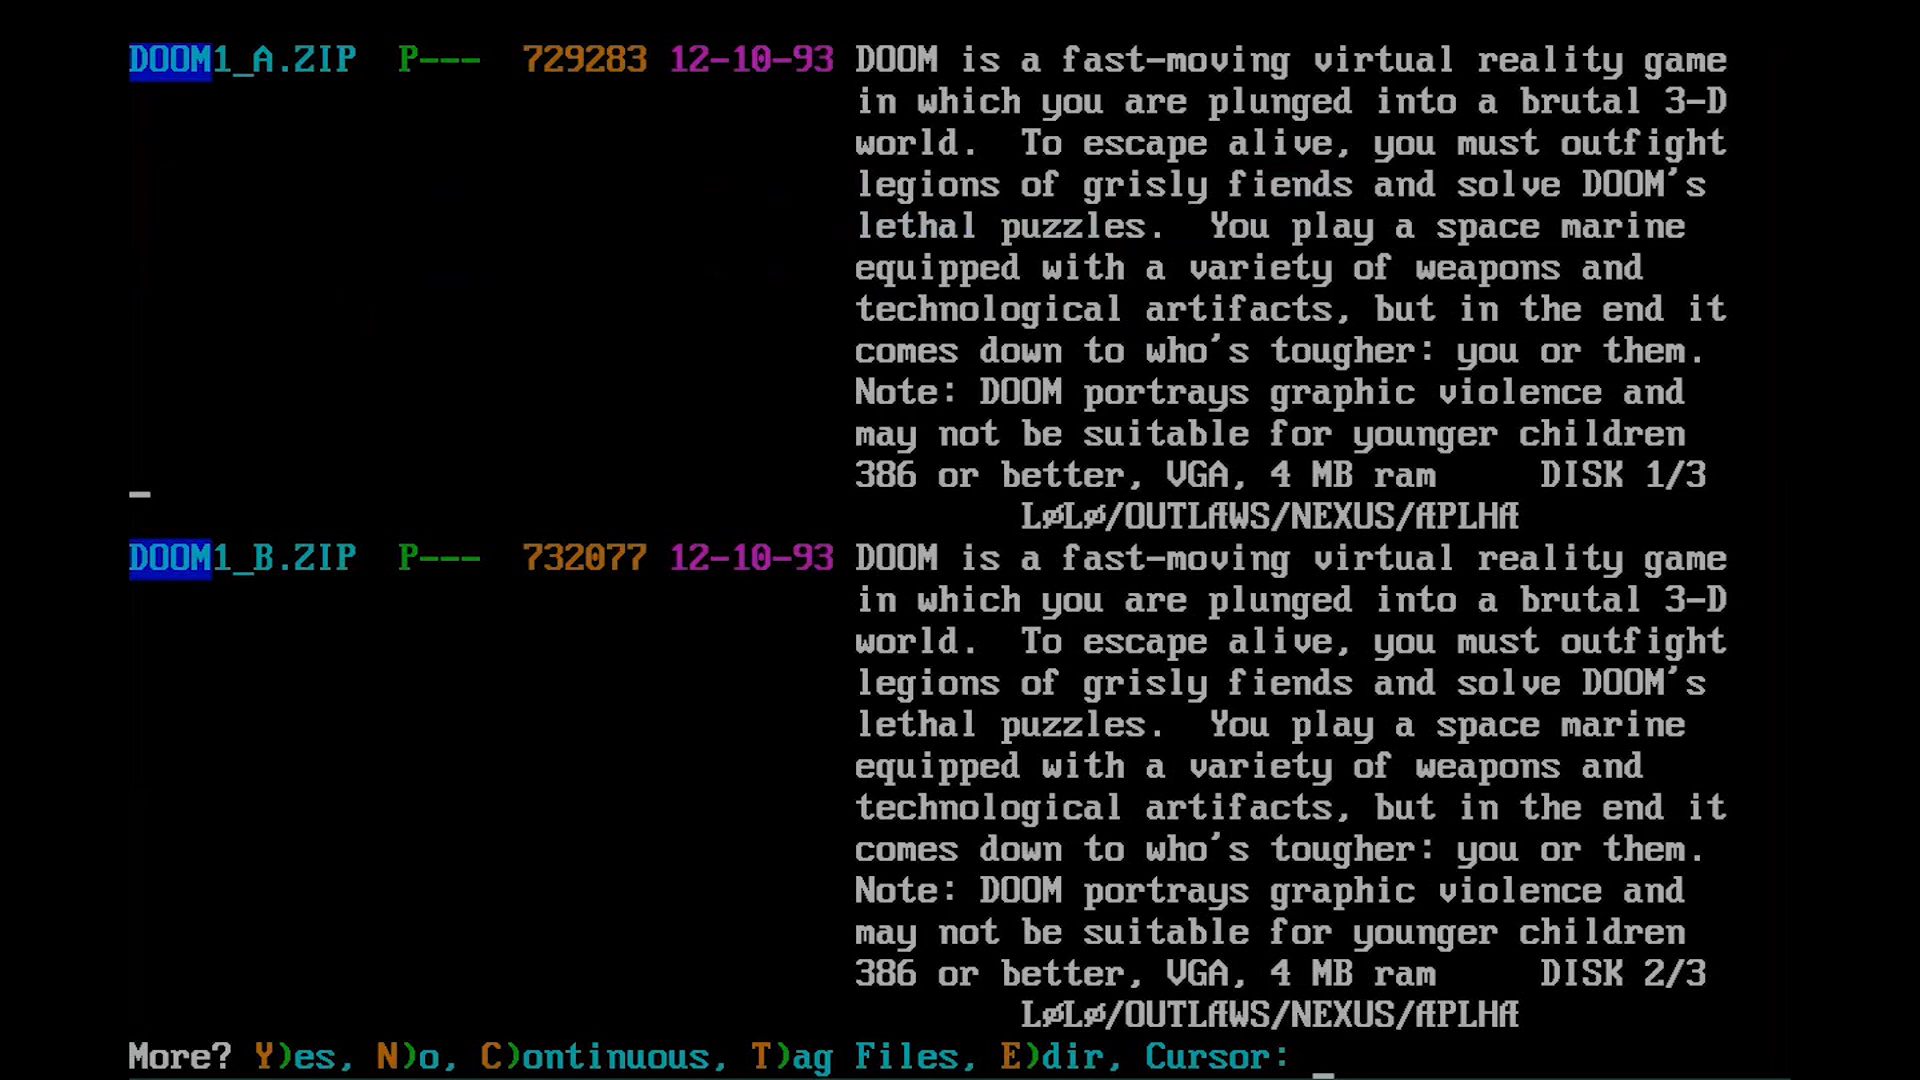 DOOM1_A.ZIP  P---  729283 12-10-93 DOOM is a fast-moving virtual reality game
in which you are plunged into a brutal 3-D
world.  To escape alive, you must outfight
legions of grisly fiends and solve DOOM's
lethal puzzles.  You play a space marine
equipped with a variety of weapons and
technological artifacts, but in the end it
comes down to who's tougher: you or them.
Note: DOOM portrays graphic violence and
may not be suitable for younger children
386 or better, VGA, 4 MB ram     DISK 1/3
LøLø/OUTLÆWS/NEXUS/ÆPLHÆ
DOOM1_B.ZIP  P---  732077 12-10-93 DOOM is a fast-moving virtual reality game
in which you are plunged into a brutal 3-D
world.  To escape alive, you must outfight
legions of grisly fiends and solve DOOM's
lethal puzzles.  You play a space marine
equipped with a variety of weapons and
technological artifacts, but in the end it
comes down to who's tougher: you or them.
Note: DOOM portrays graphic violence and
may not be suitable for younger children
386 or better, VGA, 4 MB ram     DISK 2/3
LøLø/OUTLÆWS/NEXUS/ÆPLHÆ
More? Y)es, N)o, C)ontinuous, T)ag Files, E)dir, Cursor: _